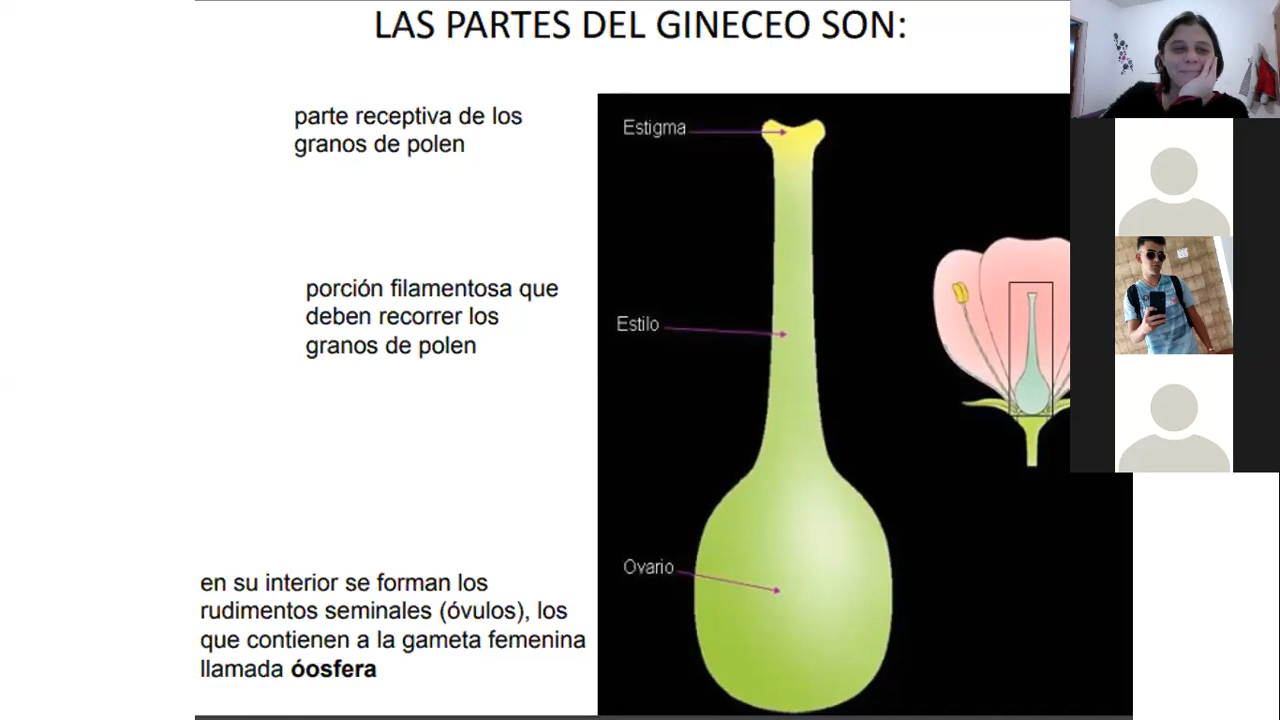 LAS PARTES DEL GINECEO SON:
parte receptiva de los
granos de polen
Estigma
porción filamentosa que
deben recorrer los
granos de polen
Estilo
en su interior se forman los
rudimentos seminales (óvulos), los
que contienen a la gameta femenina
llamada óosfera
Ovario